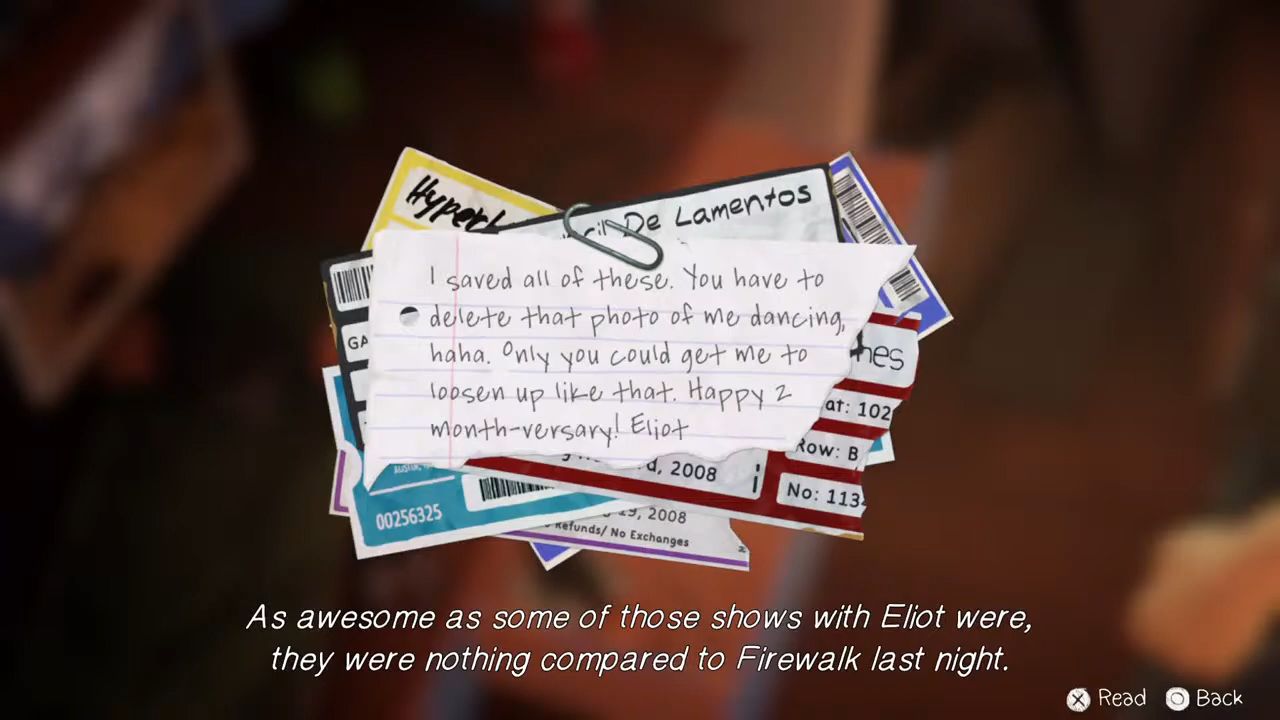 De Lamentos
I saved all of these. You have to
delete that photo of me dancing,
haha. Only you could get me to
loosen up like that. Happy 2
month-versary! Eliot
at: 102
Row: B
2008
No: 113
00256325
19, 2008
Refunds/ No Exchanges
As awesome as some of those shows with Eliot were,
they were nothing compared to Firewalk last night.
Read Back